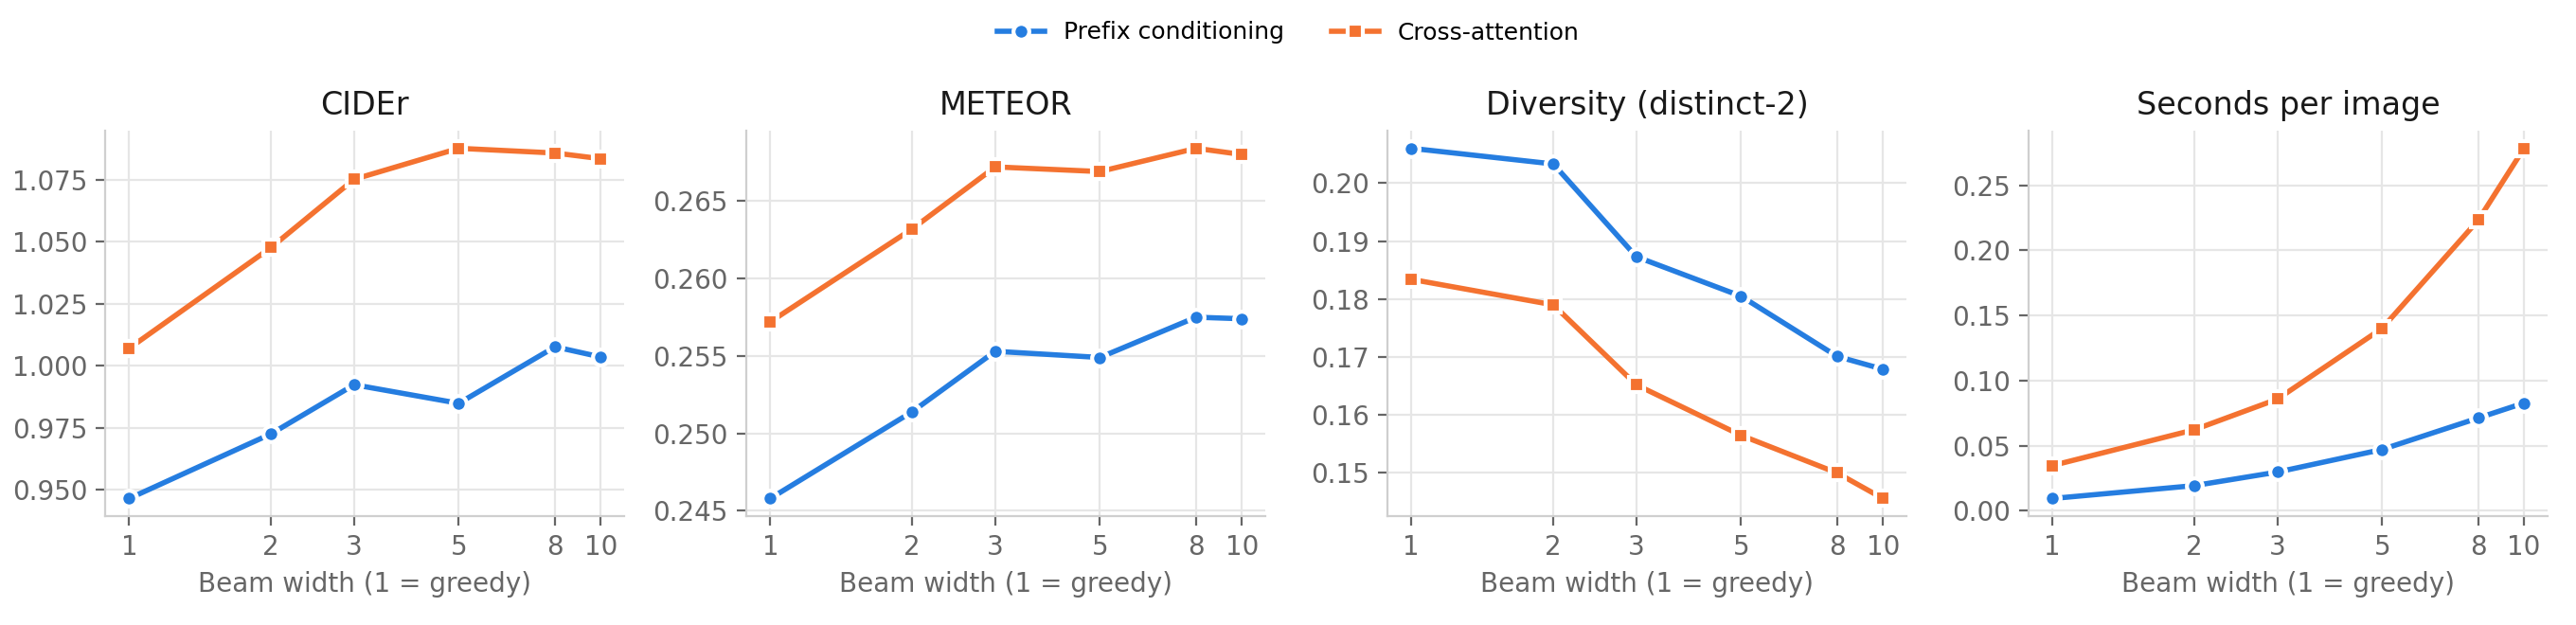 Prefix conditioning
Cross-attention
CIDEr
1.075
1.050
1.025
1.000
0.975
0.950
1 2 3 5 8 10
Beam width (1 = greedy)
METEOR
0.265
0.260
0.255
0.250
0.245
1 2 3 5 8 10
Beam width (1 = greedy)
Diversity (distinct-2)
0.20
0.19
0.18
0.17
0.16
0.15
1 2 3 5 8 10
Beam width (1 = greedy)
Seconds per image
0.25
0.20
0.15
0.10
0.05
0.00
1 2 3 5 8 10
Beam width (1 = greedy)